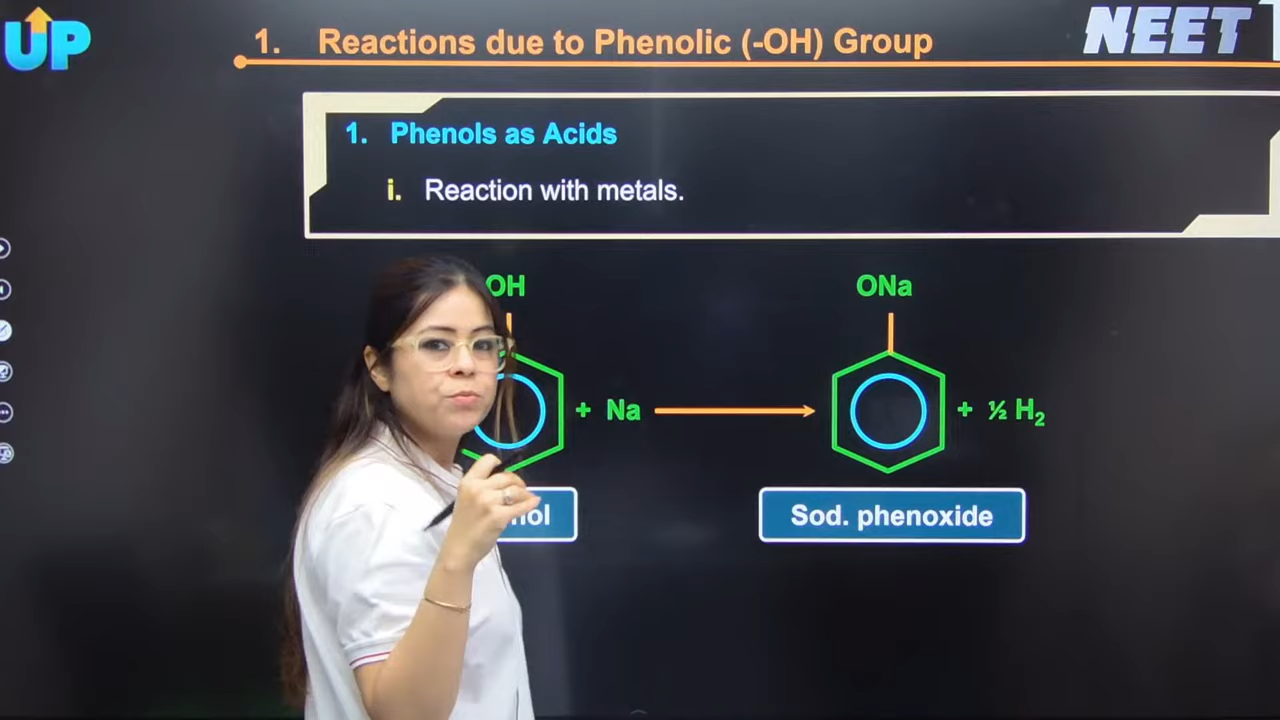 UP
1. Reactions due to Phenolic (-OH) Group
NEET
1. Phenols as Acids
i. Reaction with metals.
OH
ONa
+ Na
+ ½ H₂
Sod. phenoxide